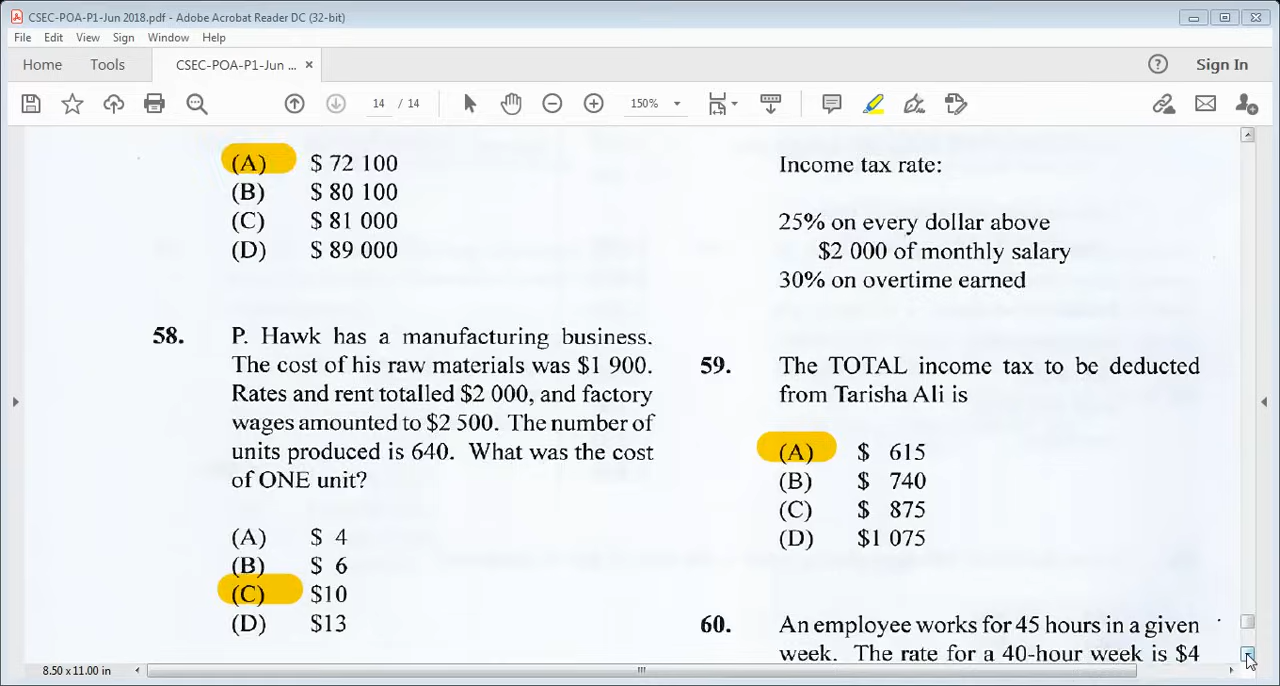 CSEC-POA-P1-Jun 2018.pdf - Adobe Acrobat Reader DC (32-bit)
File Edit View Sign Window Help
Home Tools CSEC-POA-P1-Jun ... × ? Sign In
14 / 14 150%
(A) $ 72 100
(B) $ 80 100
(C) $ 81 000
(D) $ 89 000
58. P. Hawk has a manufacturing business.
The cost of his raw materials was $1 900.
Rates and rent totalled $2 000, and factory
wages amounted to $2 500. The number of
units produced is 640. What was the cost
of ONE unit?
(A) $ 4
(B) $ 6
(C) $10
(D) $13
Income tax rate:
25% on every dollar above
$2 000 of monthly salary
30% on overtime earned
59. The TOTAL income tax to be deducted
from Tarisha Ali is
(A) $ 615
(B) $ 740
(C) $ 875
(D) $1 075
60. An employee works for 45 hours in a given
week. The rate for a 40-hour week is $4
8.50 x 11.00 in